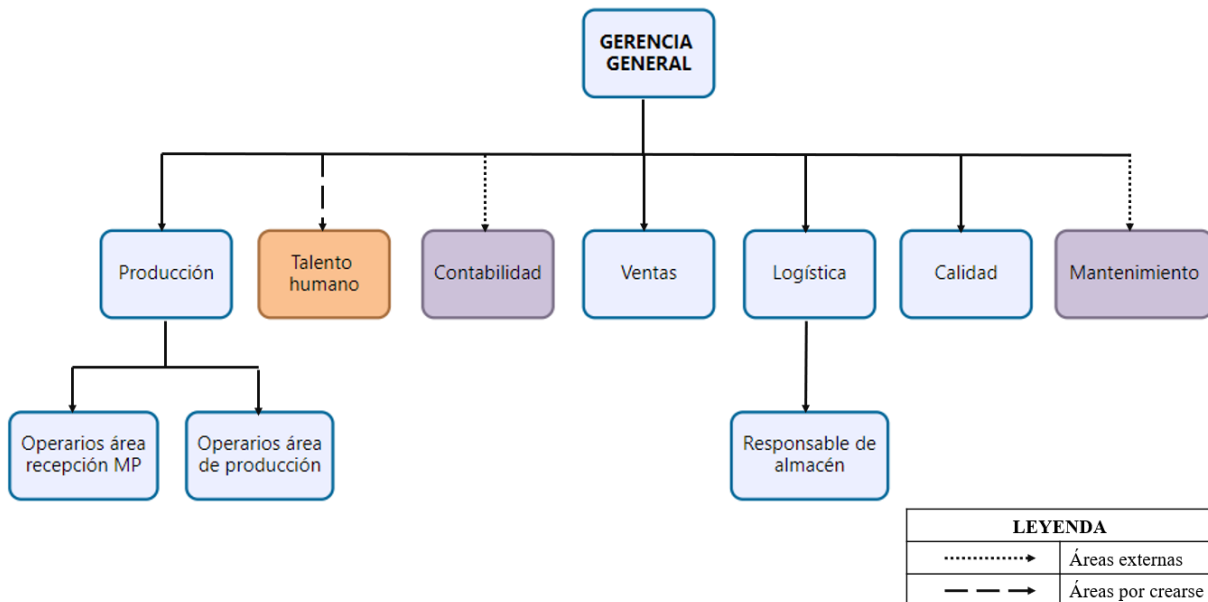 GERENCIA
GENERAL
Producción
Talento
humano
Contabilidad
Ventas
Logística
Calidad
Mantenimiento
Operarios área
recepción MP
Operarios área
de producción
Responsable de
almacén
LEYENDA
Áreas externas
Áreas por crearse